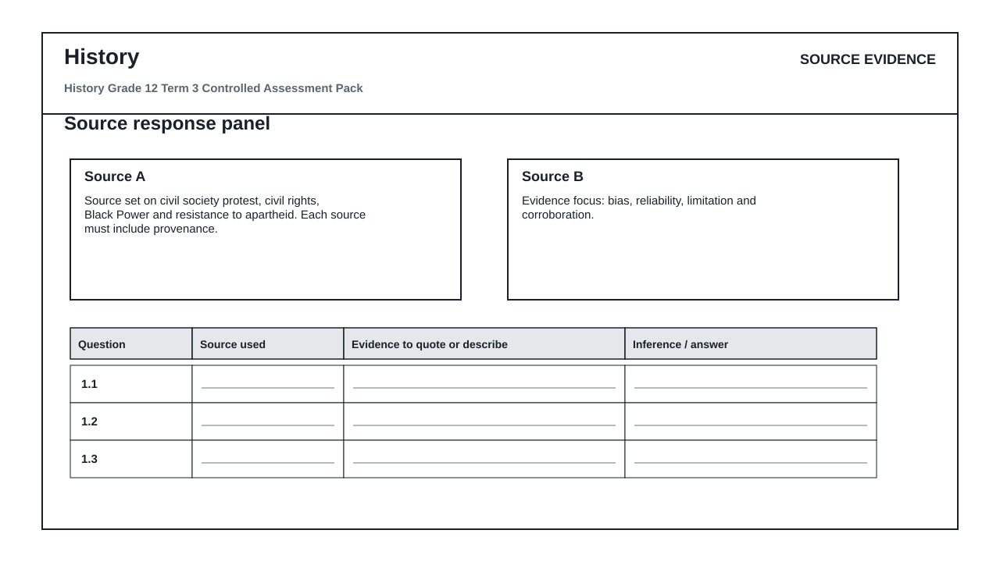 History
SOURCE EVIDENCE
History Grade 12 Term 3 Controlled Assessment Pack
Source response panel
Source A
Source set on civil society protest, civil rights,
Black Power and resistance to apartheid. Each source
must include provenance.
Source B
Evidence focus: bias, reliability, limitation and
corroboration.
Question Source used Evidence to quote or describe Inference / answer
1.1
1.2
1.3